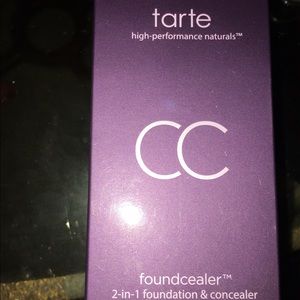 tarte
high-performance naturals™
CC
foundcealer™
2-in-1 foundation & concealer